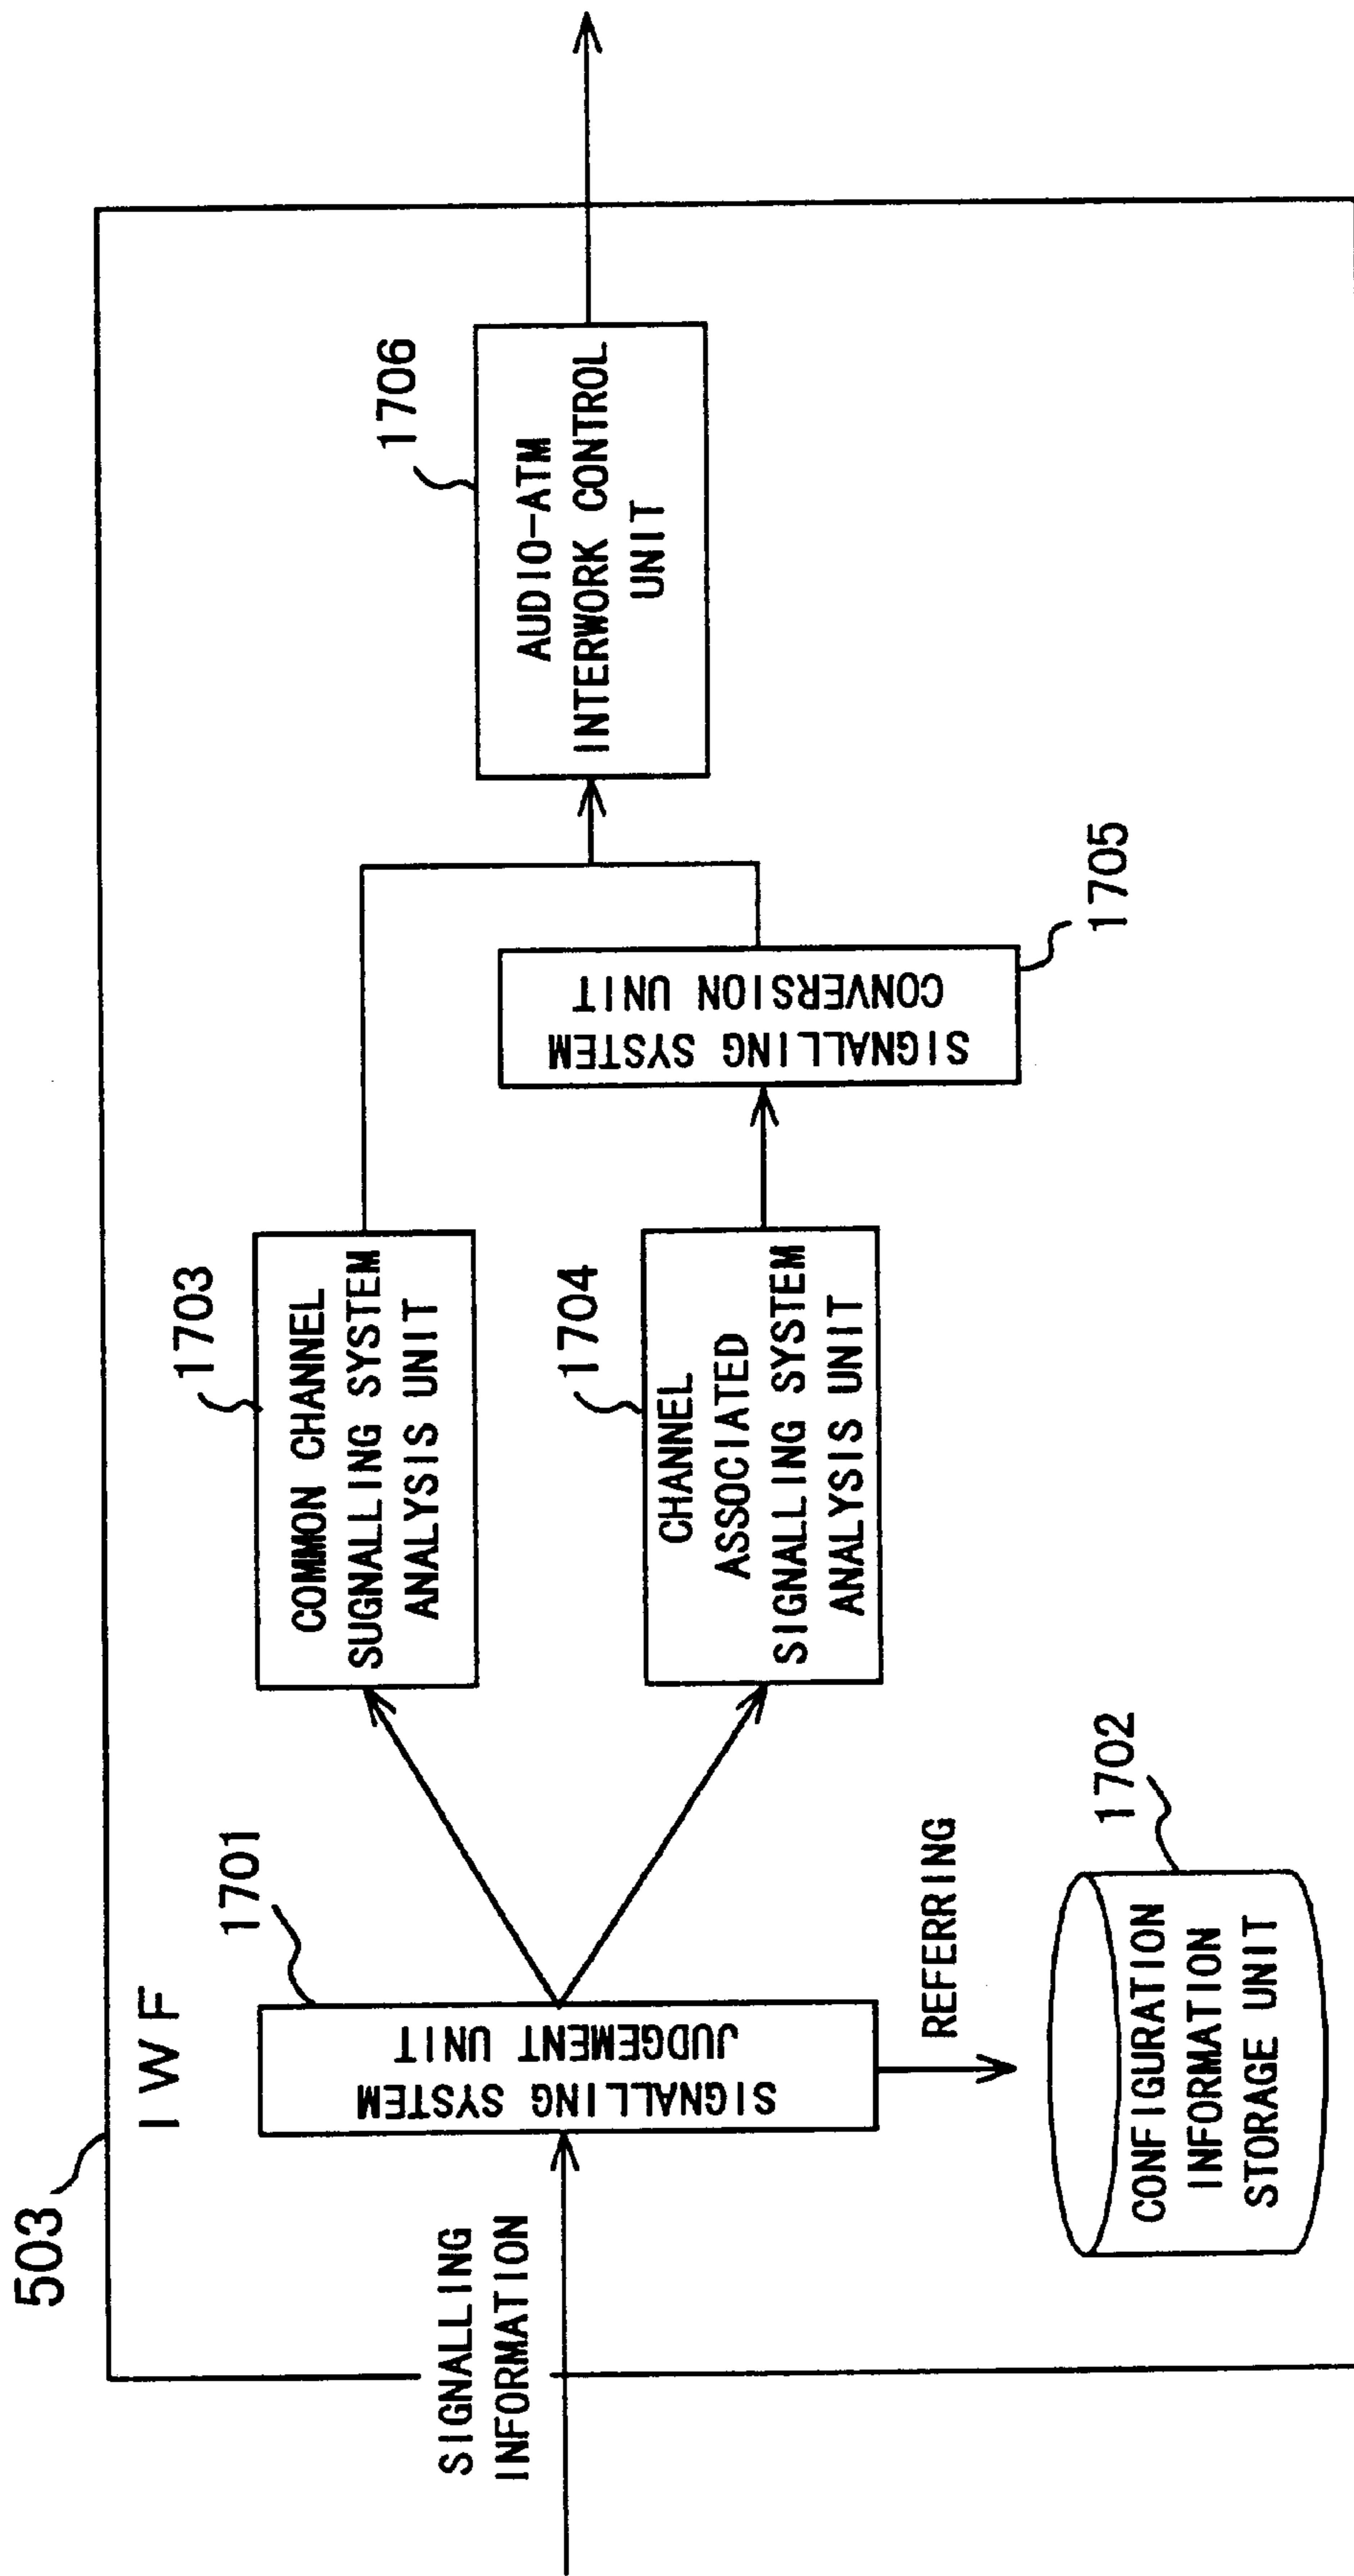 503
IWF
SIGNALLING
INFORMATION
1701
SIGNALLING SYSTEM
JUDGEMENT UNIT
REFERRING
1702
CONFIGURATION
INFORMATION
STORAGE UNIT
1703
COMMON CHANNEL
SUGNALLING SYSTEM
ANALYSIS UNIT
1704
CHANNEL
ASSOCIATED
SIGNALLING SYSTEM
ANALYSIS UNIT
SIGNALLING SYSTEM
CONVERSION UNIT
1705
1706
AUDIO-ATM
INTERWORK CONTROL
UNIT